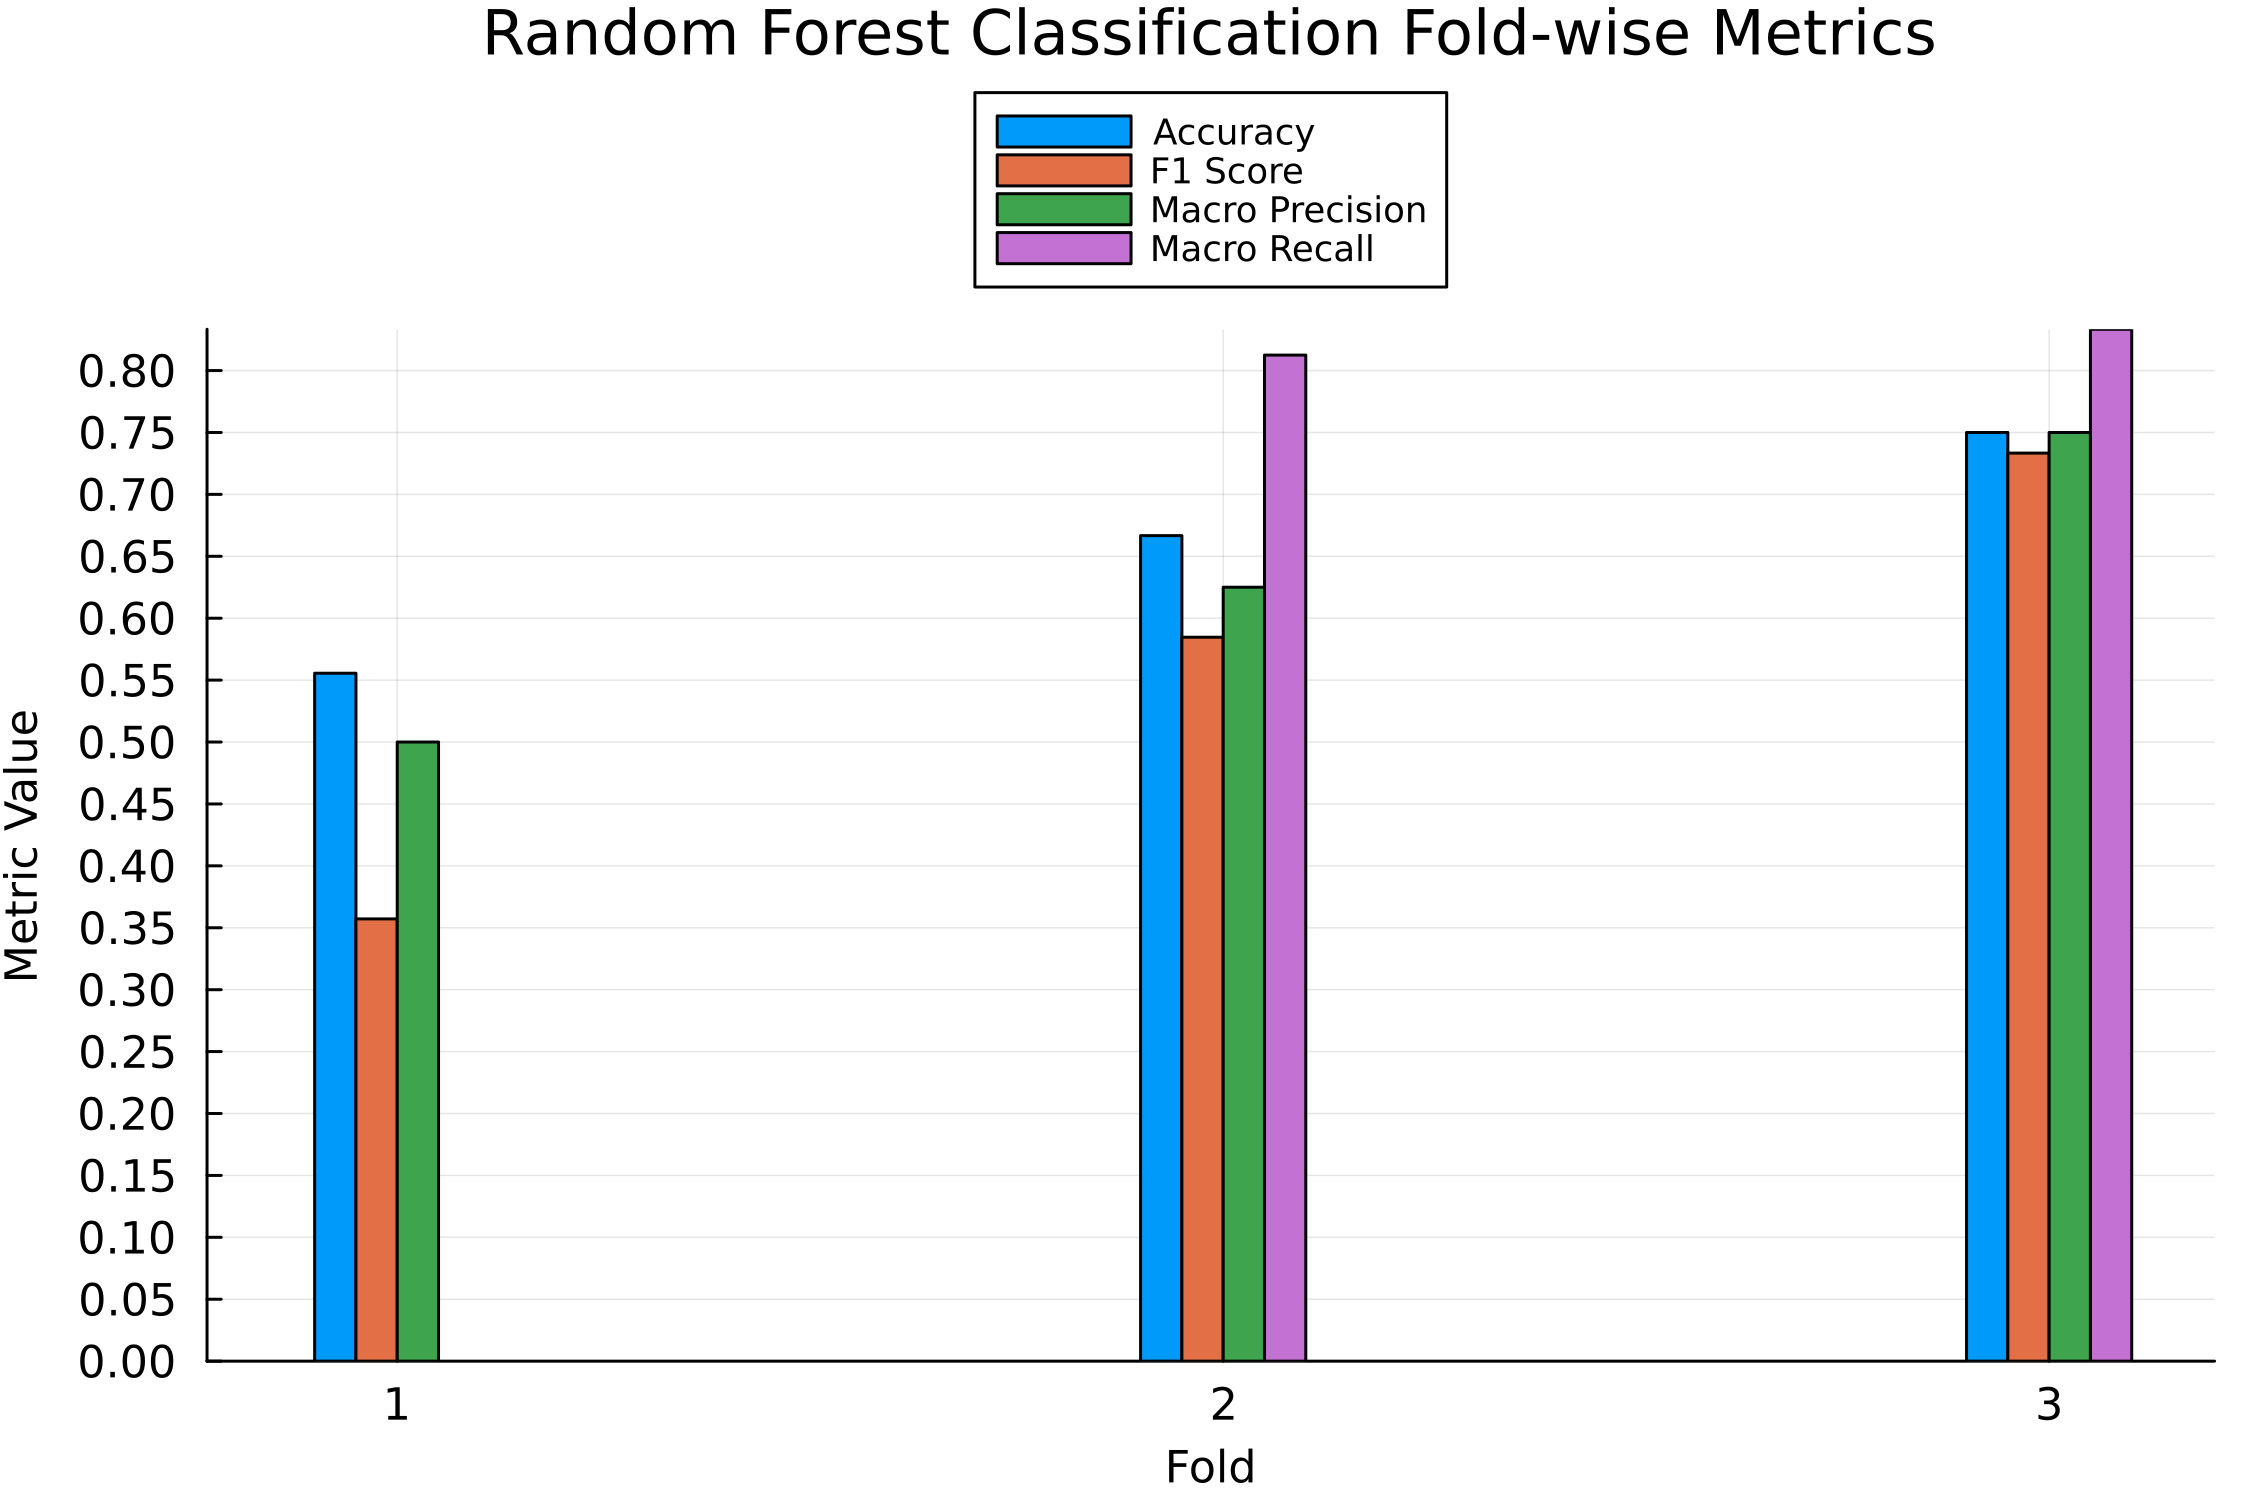 Random Forest Classification Fold-wise Metrics
Accuracy
F1 Score
Macro Precision
Macro Recall
0.80
0.75
0.70
0.65
0.60
0.55
0.50
0.45
0.40
0.35
0.30
0.25
0.20
0.15
0.10
0.05
0.00
Metric Value
1 2 3
Fold